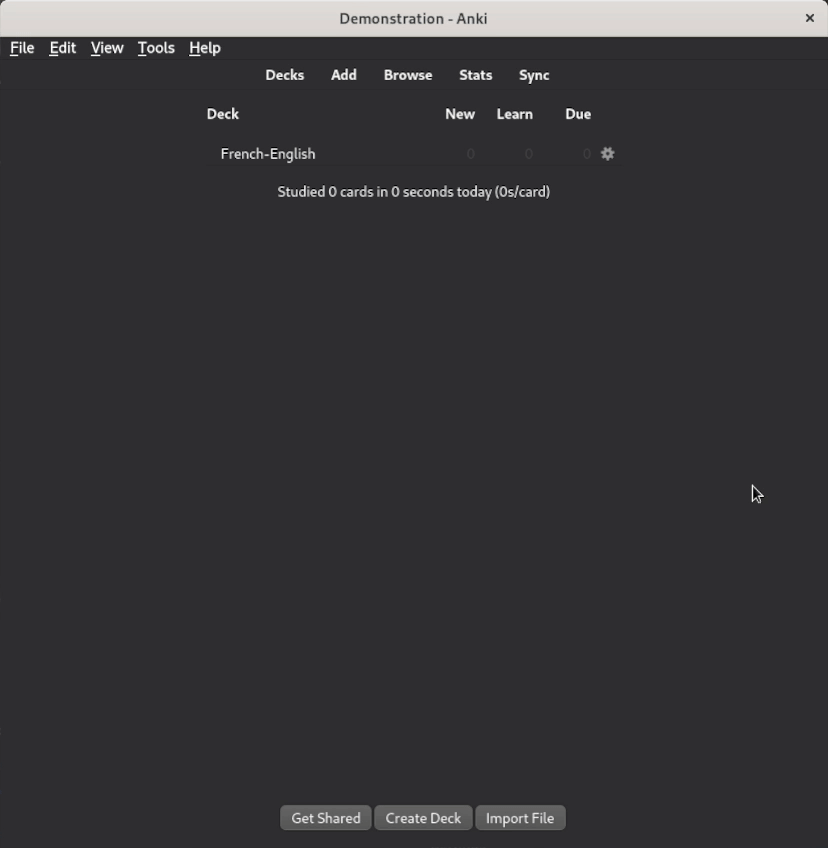 Demonstration - Anki ×
File Edit View Tools Help
Decks Add Browse Stats Sync
Deck New Learn Due
French-English 0 0 0
Studied 0 cards in 0 seconds today (0s/card)
Get Shared Create Deck Import File